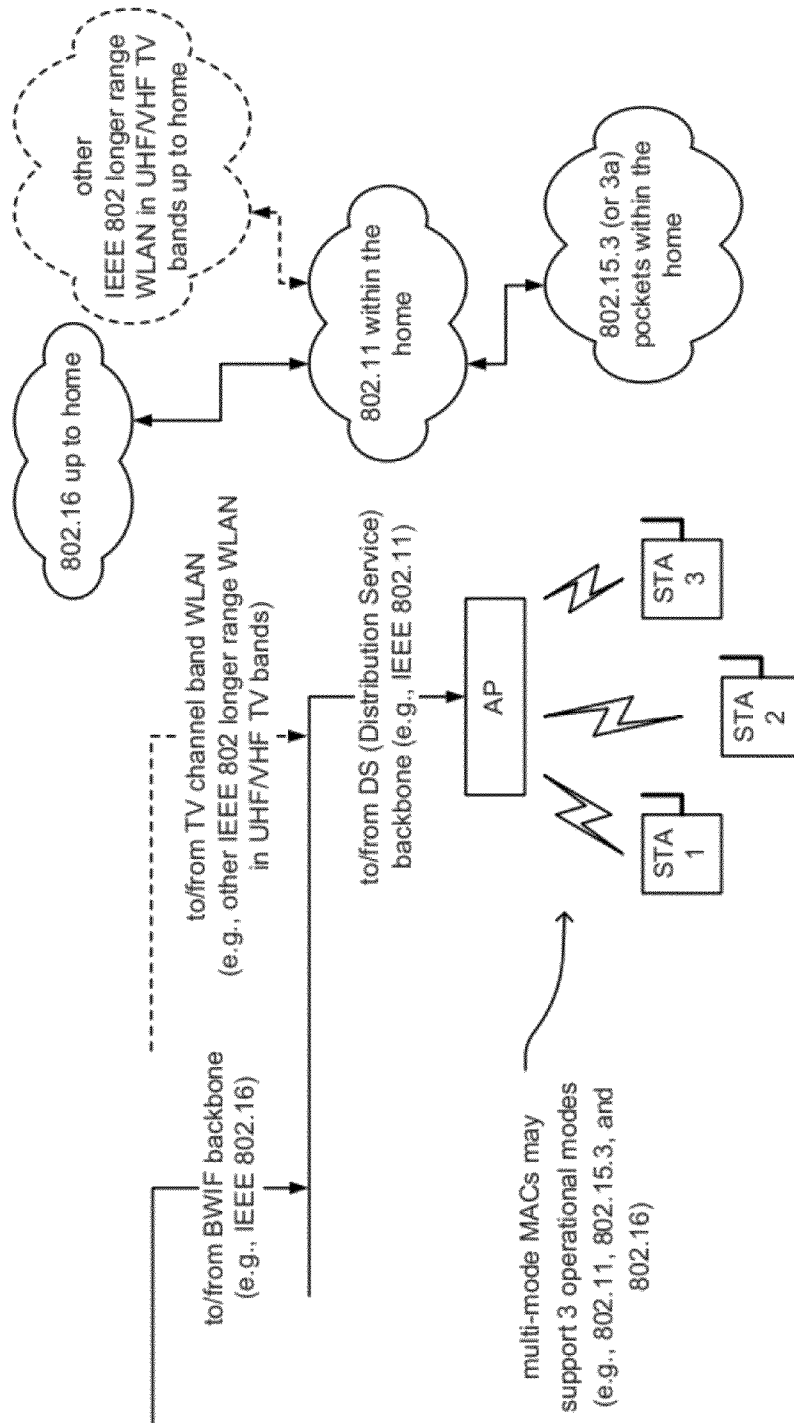 to/from BWIF backbone
(e.g., IEEE 802.16)
to/from TV channel band WLAN
(e.g., other IEEE 802 longer range WLAN
in UHF/VHF TV bands)
to/from DS (Distribution Service)
backbone (e.g., IEEE 802.11)
AP
STA
1
STA
2
STA
3
multi-mode MACs may
support 3 operational modes
(e.g., 802.11, 802.15.3, and
802.16)
802.16 up to home
other
IEEE 802 longer range
WLAN in UHF/VHF TV
bands up to home
802.11 within the
home
802.15.3 (or 3a)
pockets within the
home